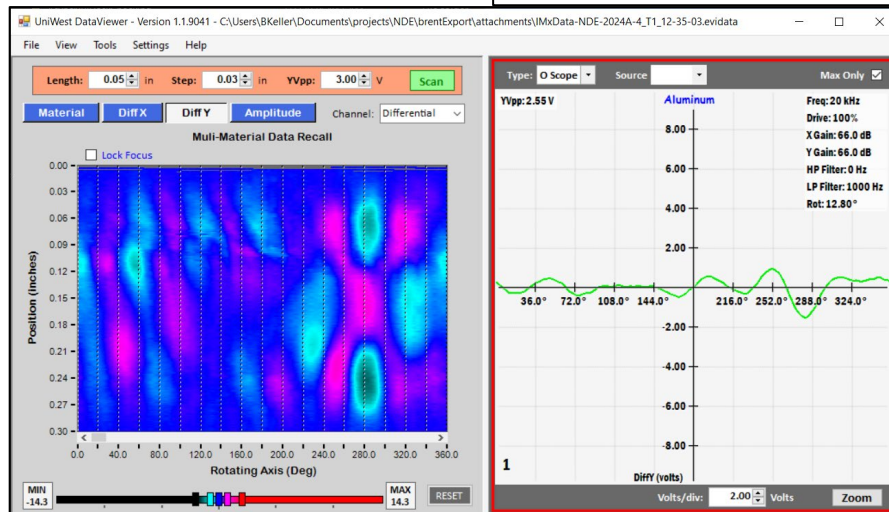 UniWest DataViewer - Version 1.1.9041 - C:\Users\BKeller\Documents\projects\NDE\brentExport\attachments\IMxData-NDE-2024A-4_T1_12-35-03.evidata
File View Tools Settings Help
Length: 0.05 in Step: 0.03 in YVpp: 3.00 V Scan
Material Diff X Diff Y Amplitude Channel: Differential
Muli-Material Data Recall
Lock Focus
0.00
0.03
0.06
0.09
0.12
0.15
0.18
0.21
0.24
0.27
0.30
Position (inches)
0.0 40.0 80.0 120.0 160.0 200.0 240.0 280.0 320.0 360.0
Rotating Axis (Deg)
MIN
-14.3
MAX
14.3
RESET
Type: O Scope Source Max Only
YVpp: 2.55 V
Aluminum
Freq: 20 kHz
Drive: 100%
X Gain: 66.0 dB
Y Gain: 66.0 dB
HP Filter: 0 Hz
LP Filter: 1000 Hz
Rot: 12.80°
8.00
6.00
4.00
2.00
36.0° 72.0° 108.0° 144.0° 216.0° 252.0° 288.0° 324.0°
-2.00
-4.00
-6.00
-8.00
1
DiffY (volts)
Volts/div: 2.00 Volts Zoom